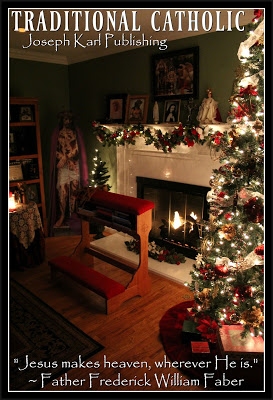 TRADITIONAL CATHOLIC
Joseph Karl Publishing
"Jesus makes heaven, wherever He is."
~ Father Frederick William Faber